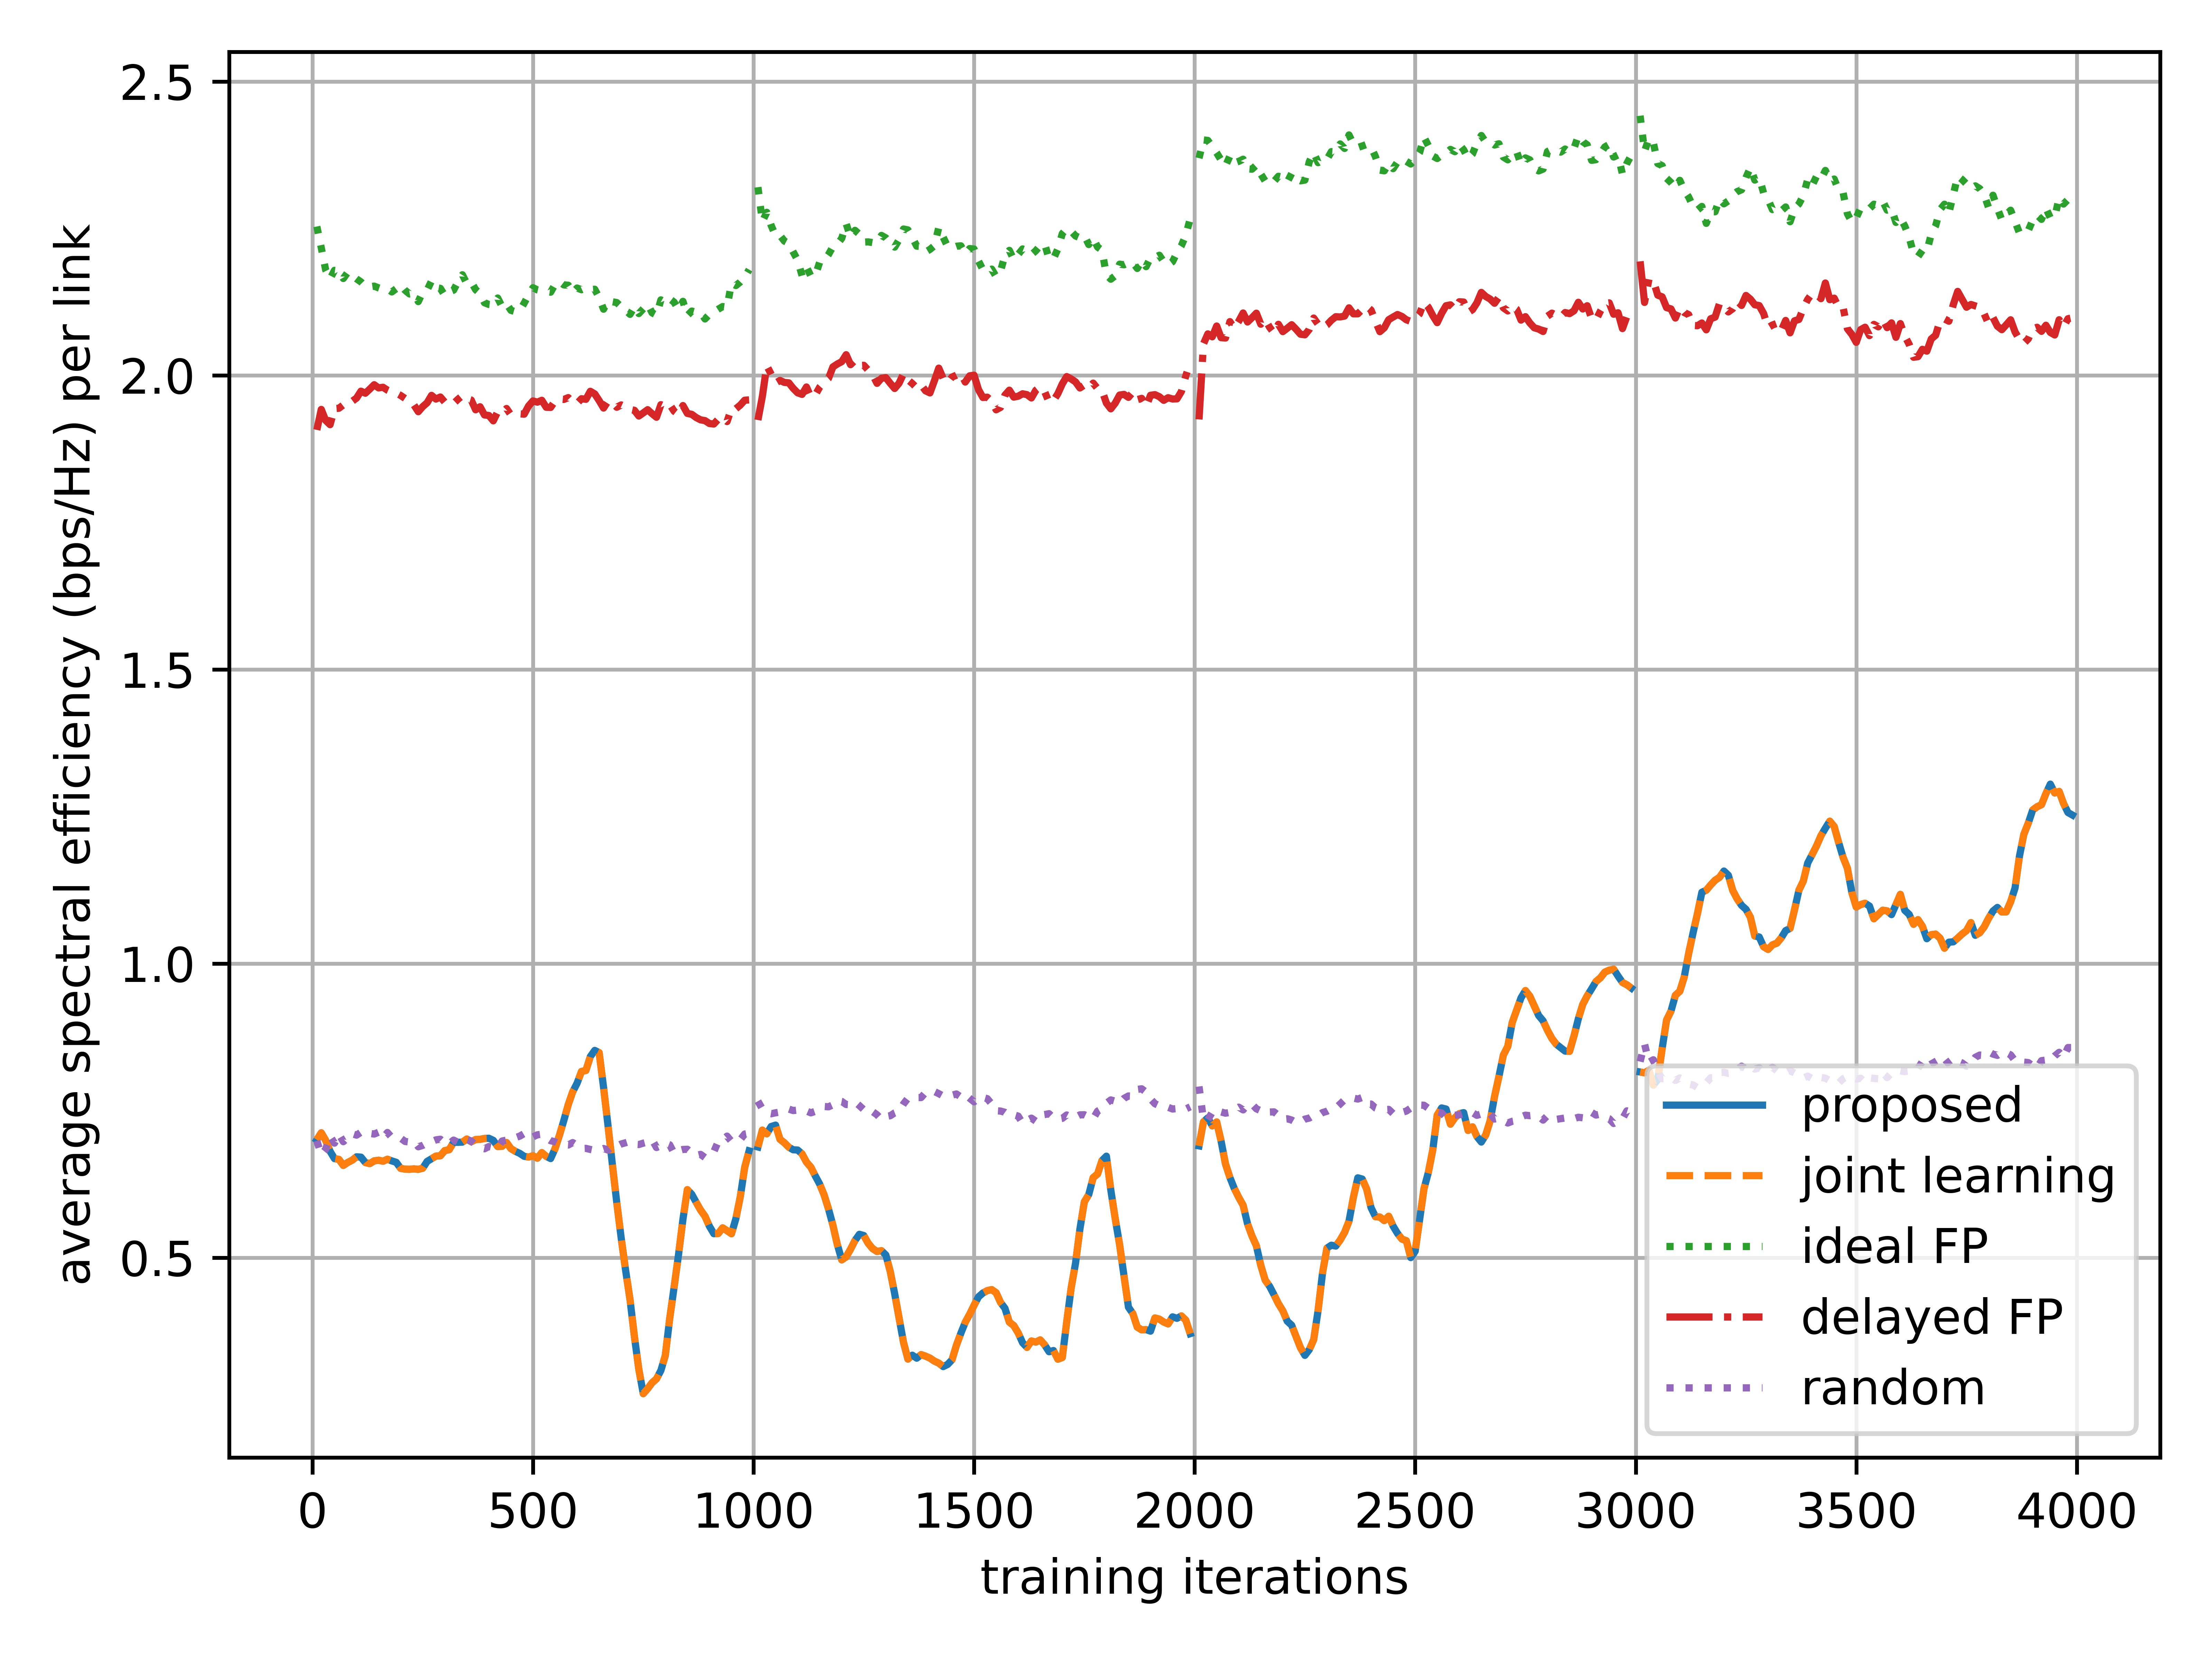 average spectral efficiency (bps/Hz) per link
2.5
2.0
1.5
1.0
0.5
proposed
joint learning
ideal FP
delayed FP
random
0 500 1000 1500 2000 2500 3000 3500 4000
training iterations